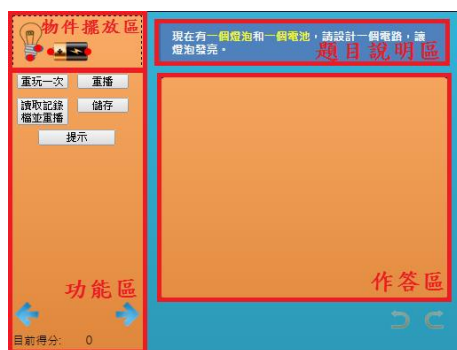 物件擺放區
現在有一個燈泡和一個電池，請設計一個電路，讓
燈泡發亮。
題目說明區
重玩一次
重播
讀取記錄
檔並重播
儲存
提示
功能區
作答區
目前得分: 0